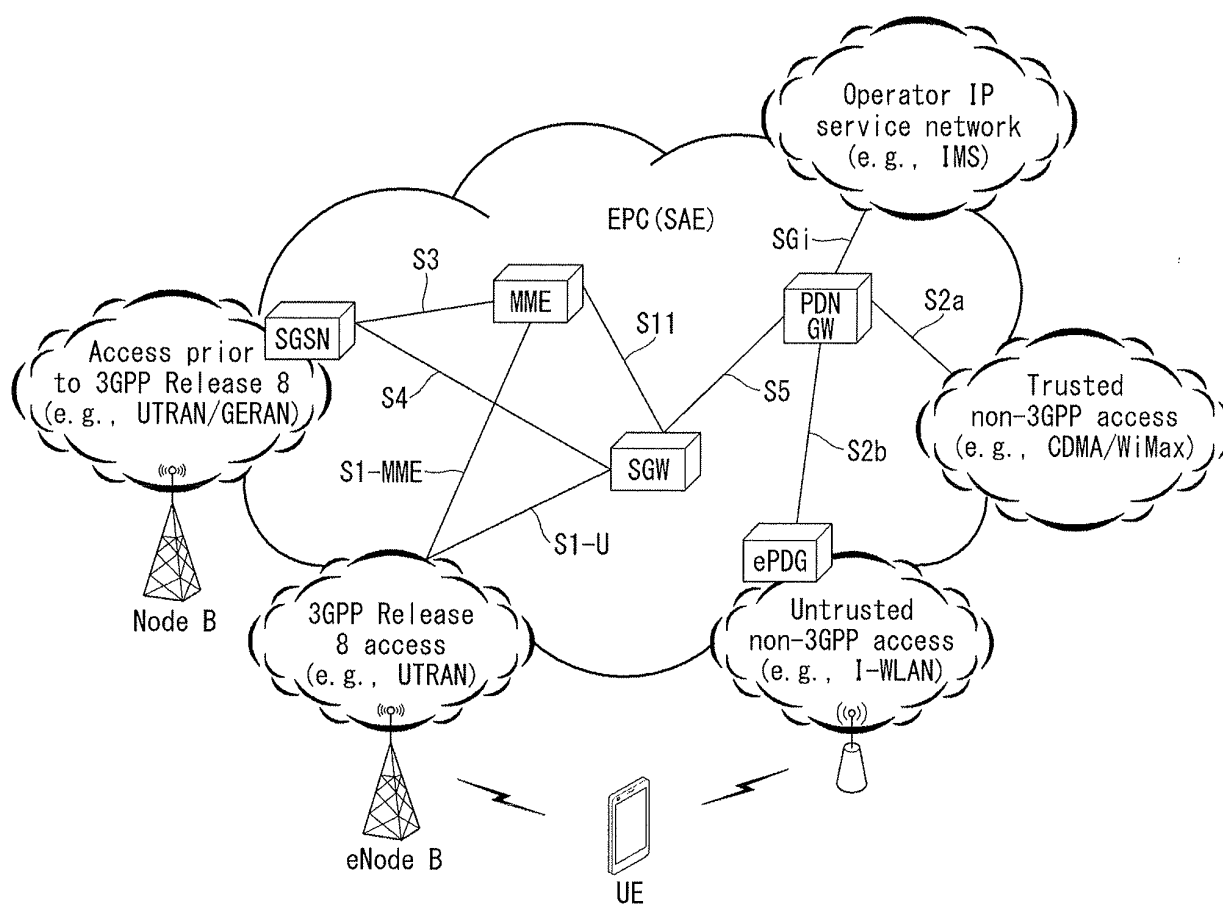 Operator IP
service network
(e.g., IMS)
EPC(SAE)
SGi
S3
MME
PDN
GW
S2a
SGSN
S11
Access prior
to 3GPP Release 8
(e.g., UTRAN/GERAN)
S4
S5
Trusted
non-3GPP access
(e.g., CDMA/WiMax)
S1-MME
SGW
S2b
S1-U
ePDG
Node B
3GPP Release
8 access
(e.g., UTRAN)
Untrusted
non-3GPP access
(e.g., I-WLAN)
eNode B
UE